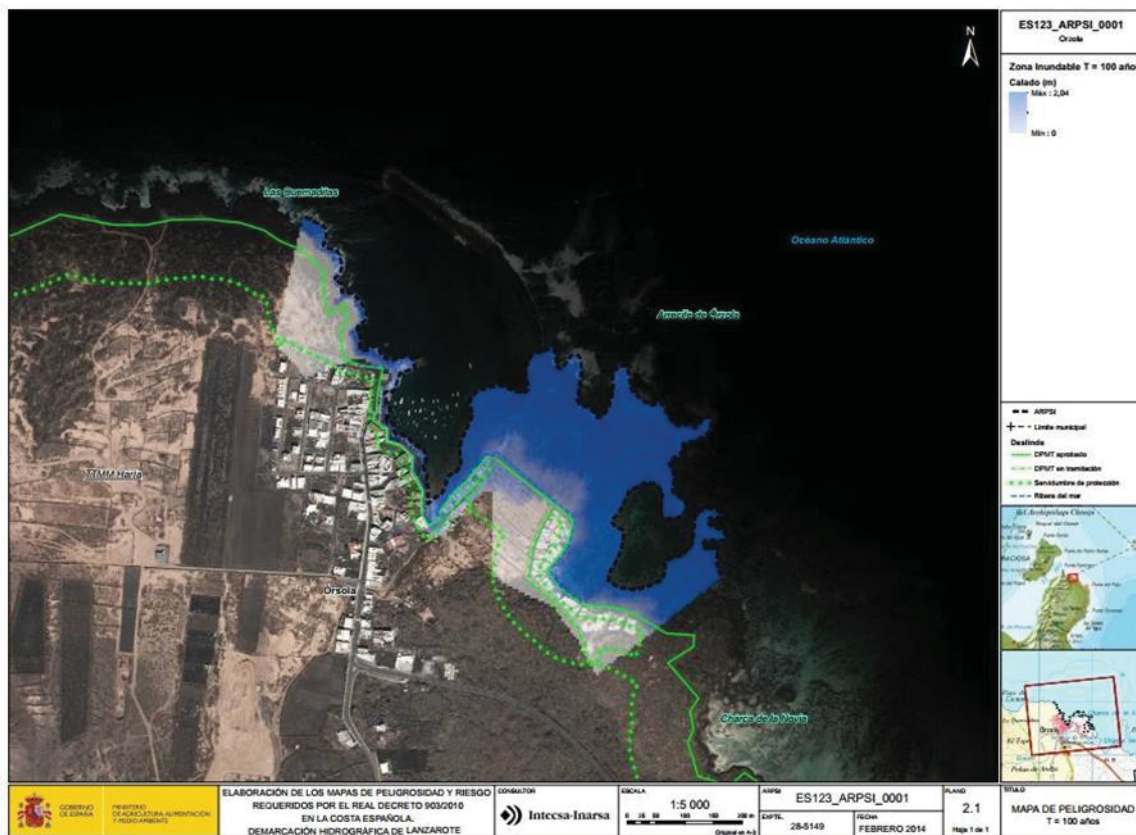 ES123_ARPSI_0001
Orzola
Zona Inundable T = 100 años
Calado (m)
Máx : 2,04
Mín : 0
N
Las Quemadillas
Océano Atlántico
Arrecife de Órzola
TTMM Haría
Orsola
Charco de la Novia
ARPSI
Límite municipal
Deslinde
DPMT aprobado
DPMT en tramitación
Servidumbre de protección
Ribera del mar
GOBIERNO
DE ESPAÑA
MINISTERIO
DE AGRICULTURA, ALIMENTACIÓN
Y MEDIO AMBIENTE
ELABORACIÓN DE LOS MAPAS DE PELIGROSIDAD Y RIESGO
REQUERIDOS POR EL REAL DECRETO 903/2010
EN LA COSTA ESPAÑOLA.
DEMARCACIÓN HIDROGRÁFICA DE LANZAROTE
CONSULTOR
Intecsa-Inarsa
ESCALA
1:5 000
Original en A-3
ARPSI
ES123_ARPSI_0001
EXPTE.
28-5149
FECHA
FEBRERO 2014
PLANO
2.1
Hoja 1 de 1
TÍTULO
MAPA DE PELIGROSIDAD
T = 100 años